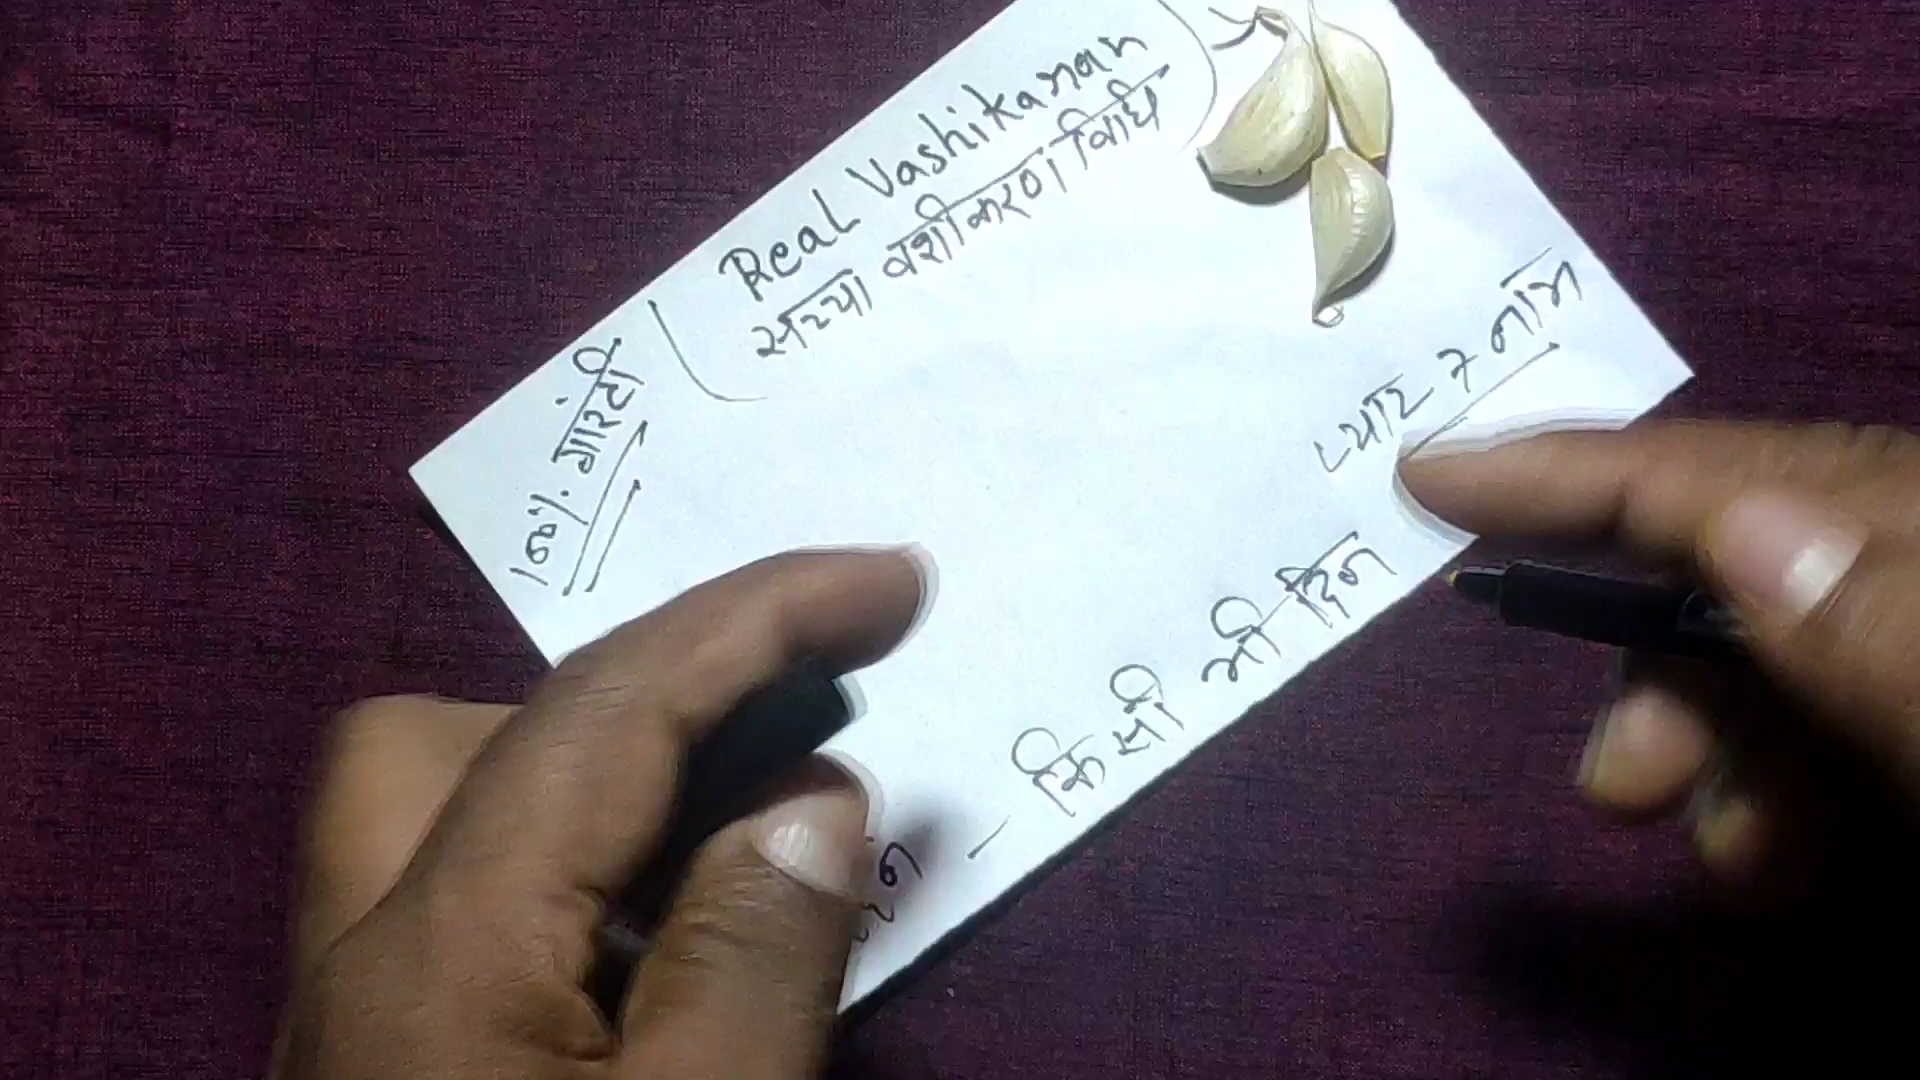 Real Vashikaran
सच्चा वशीकरण विधि
100% गारंटी
प्यार 7 लोंग
किसी भी दिन